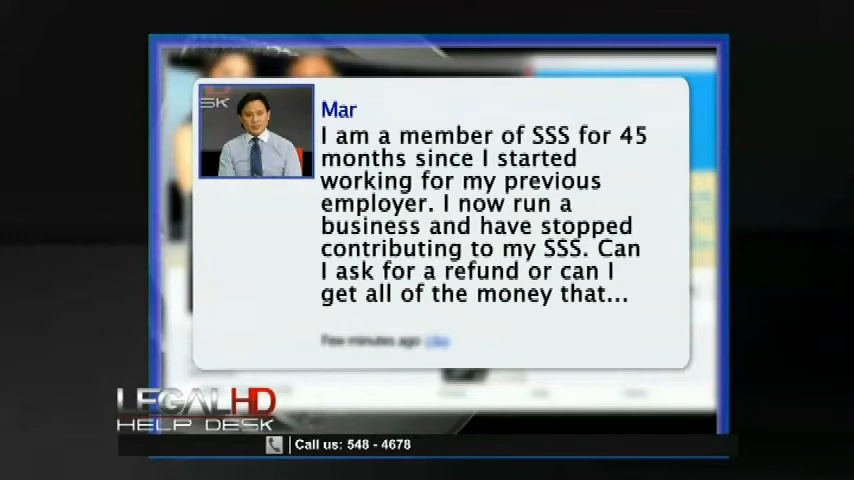 SK
Mar
I am a member of SSS for 45
months since I started
working for my previous
employer. I now run a
business and have stopped
contributing to my SSS. Can
I ask for a refund or can I
get all of the money that...
Few minutes ago Like
LEGALHD
HELP DESK
Call us: 548 - 4678